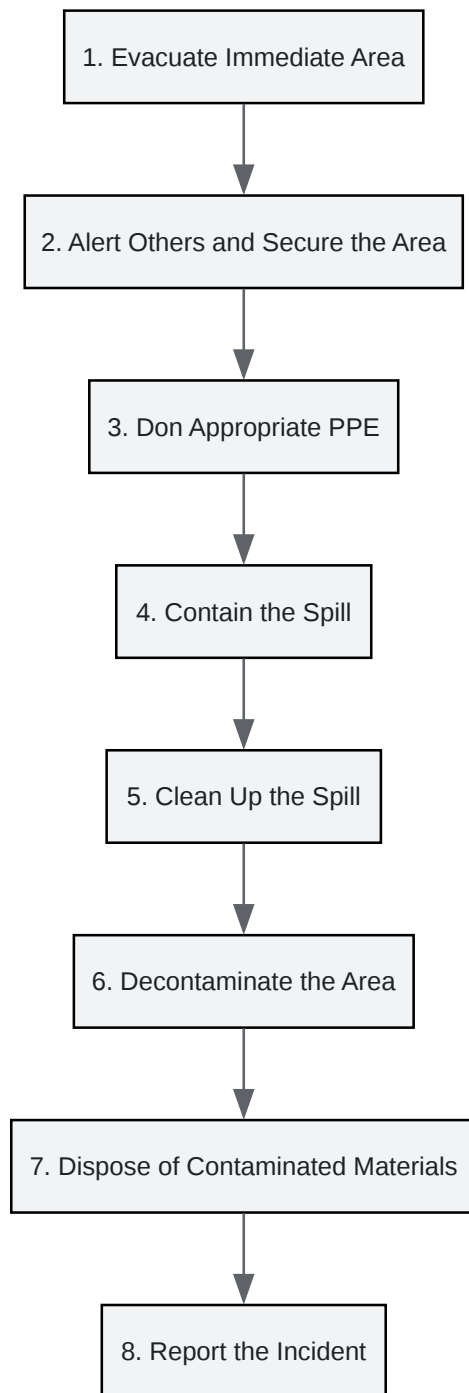 1. Evacuate Immediate Area
2. Alert Others and Secure the Area
3. Don Appropriate PPE
4. Contain the Spill
5. Clean Up the Spill
6. Decontaminate the Area
7. Dispose of Contaminated Materials
8. Report the Incident